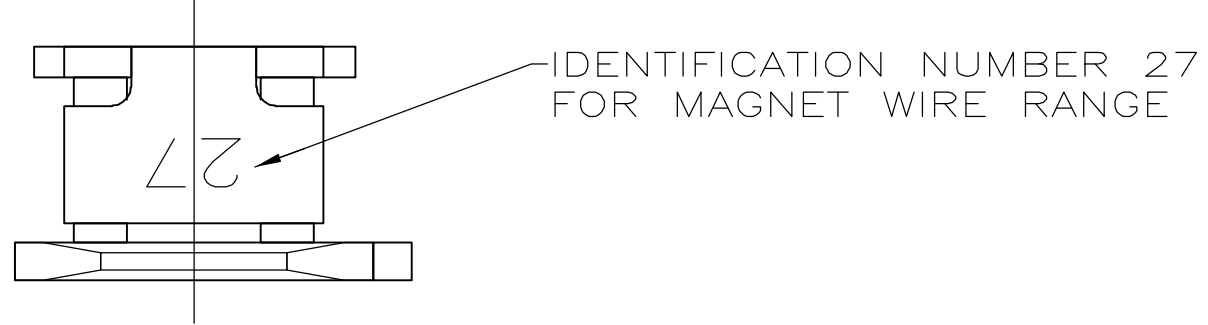 IDENTIFICATION NUMBER 27
FOR MAGNET WIRE RANGE
27